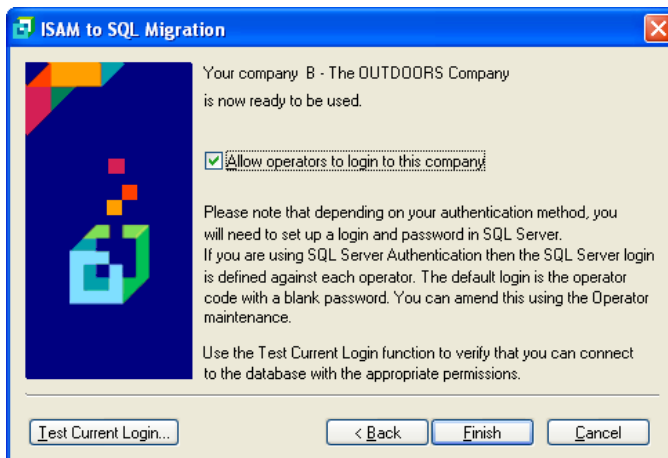 ISAM to SQL Migration
Your company B - The OUTDOORS Company
is now ready to be used.
Allow operators to login to this company
Please note that depending on your authentication method, you
will need to set up a login and password in SQL Server.
If you are using SQL Server Authentication then the SQL Server login
is defined against each operator. The default login is the operator
code with a blank password. You can amend this using the Operator
maintenance.
Use the Test Current Login function to verify that you can connect
to the database with the appropriate permissions.
Test Current Login... < Back Finish Cancel